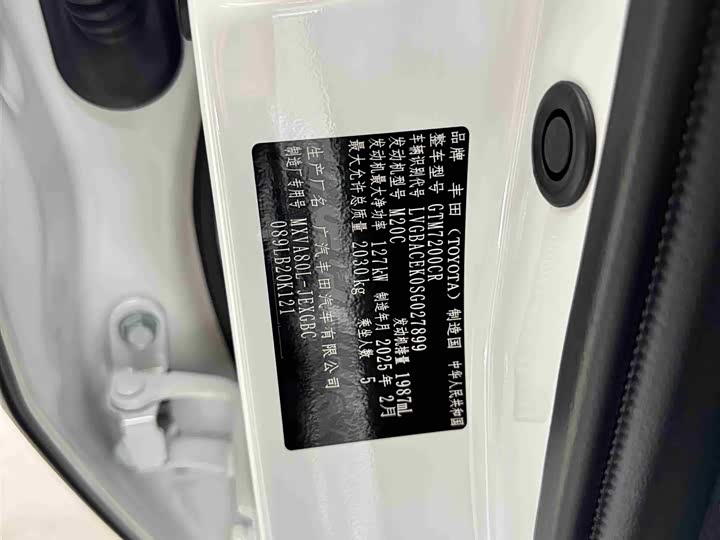 品牌 丰田(TOYOTA) 制造国 中华人民共和国
整车型号 GTM7200CR
车辆识别代号 LVGBACEK0SG027899
发动机型号 M20C 发动机排量 1987mL
发动机最大净功率 127kW 制造年月 2025年2月
最大允许总质量 2030kg 乘坐人数 5
生产厂名 广汽丰田汽车有限公司
制造厂专用号 MXVA80L-JEXGBC
089LB20K121